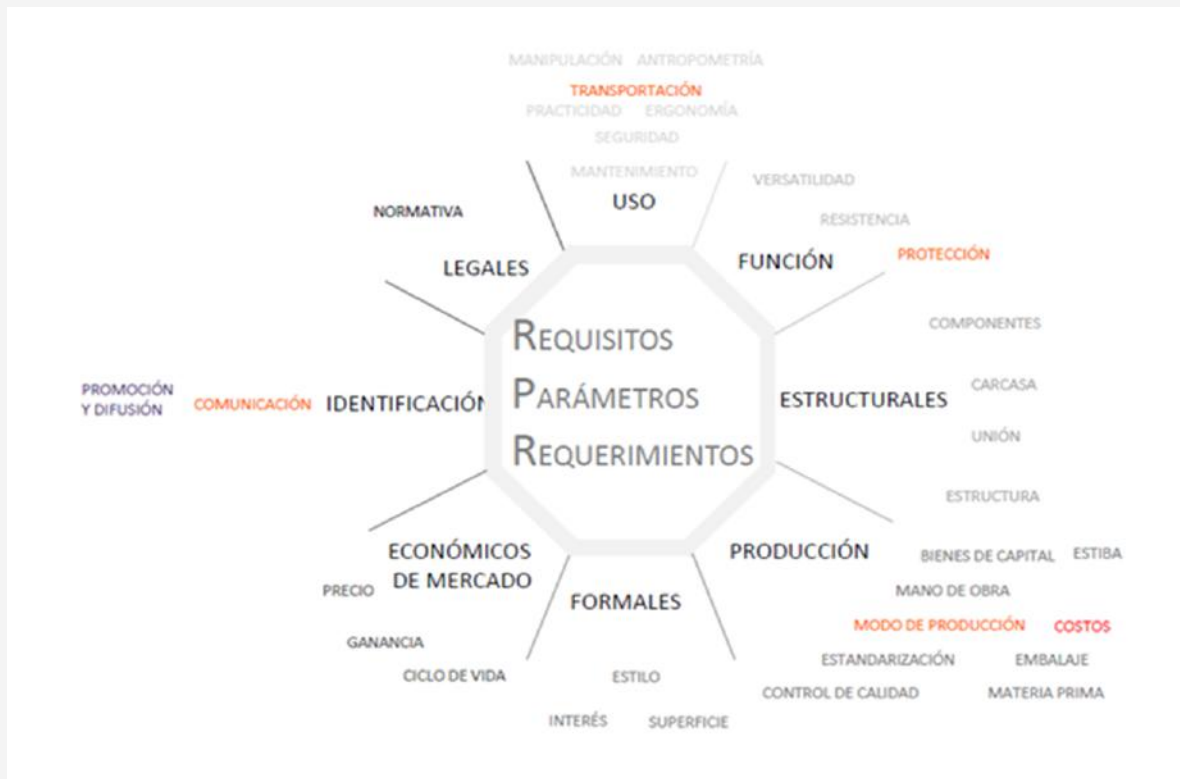 MANIPULACIÓN ANTROPOMETRÍA
TRANSPORTACIÓN
PRACTICIDAD ERGONOMÍA
SEGURIDAD
MANTENIMIENTO
USO
VERSATILIDAD
RESISTENCIA
PROTECCIÓN
FUNCIÓN
NORMATIVA
LEGALES
REQUISITOS
PARÁMETROS
REQUERIMIENTOS
COMPONENTES
CARCASA
ESTRUCTURALES
UNIÓN
ESTRUCTURA
PROMOCIÓN
Y DIFUSIÓN
COMUNICACIÓN
IDENTIFICACIÓN
PRODUCCIÓN
BIENES DE CAPITAL ESTIBA
MANO DE OBRA
MODO DE PRODUCCIÓN COSTOS
ESTANDARIZACIÓN EMBALAJE
CONTROL DE CALIDAD MATERIA PRIMA
ECONÓMICOS
DE MERCADO
PRECIO
GANANCIA
CICLO DE VIDA
FORMALES
ESTILO
INTERÉS SUPERFICIE